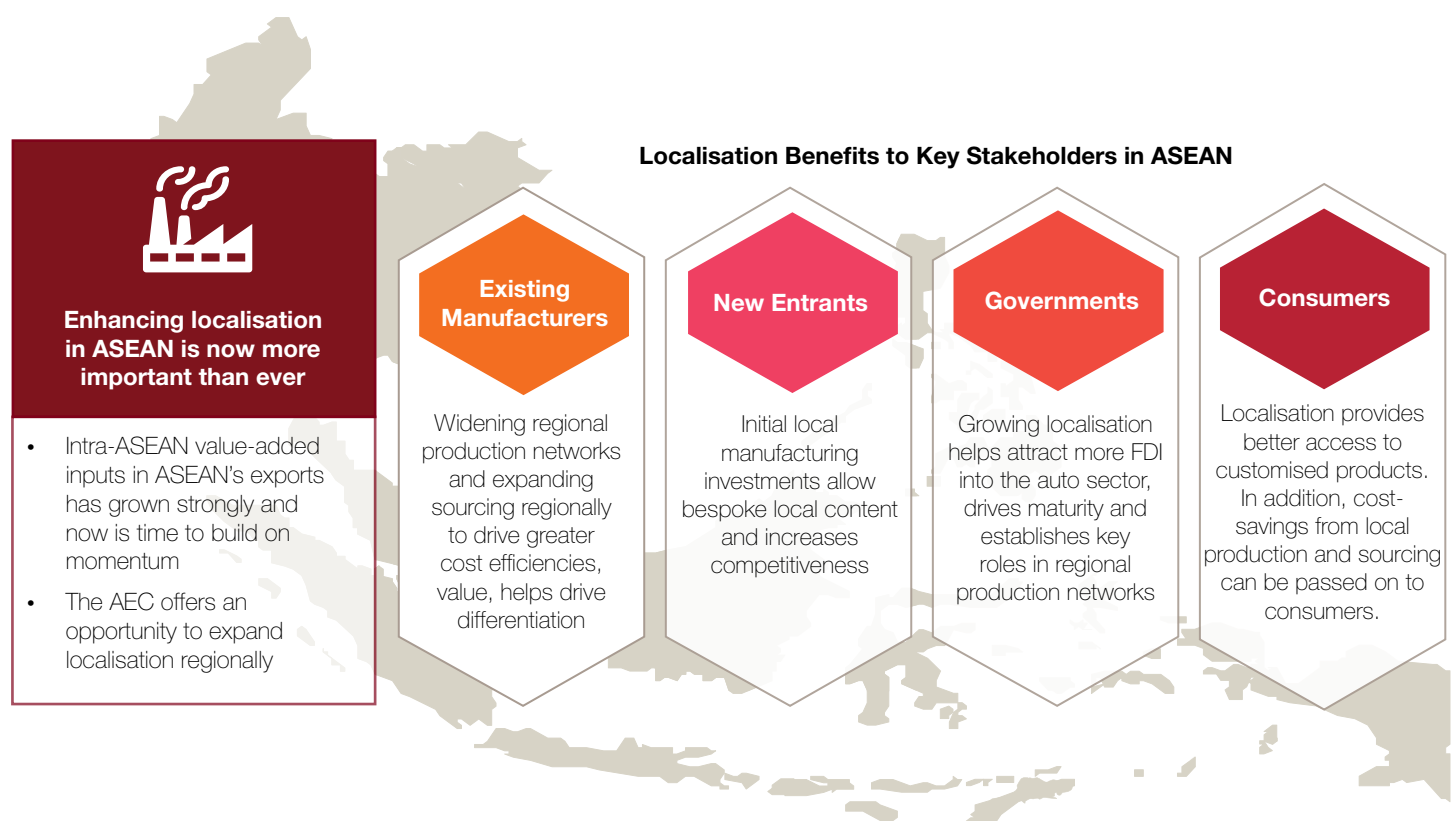 Enhancing localisation
in ASEAN is now more
important than ever
• Intra-ASEAN value-added
inputs in ASEAN's exports
has grown strongly and
now is time to build on
momentum
• The AEC offers an
opportunity to expand
localisation regionally
Localisation Benefits to Key Stakeholders in ASEAN
Existing
Manufacturers
Widening regional
production networks
and expanding
sourcing regionally
to drive greater
cost efficiencies,
value, helps drive
differentiation
New Entrants
Initial local
manufacturing
investments allow
bespoke local content
and increases
competitiveness
Governments
Growing localisation
helps attract more FDI
into the auto sector,
drives maturity and
establishes key
roles in regional
production networks
Consumers
Localisation provides
better access to
customised products.
In addition, cost-
savings from local
production and sourcing
can be passed on to
consumers.